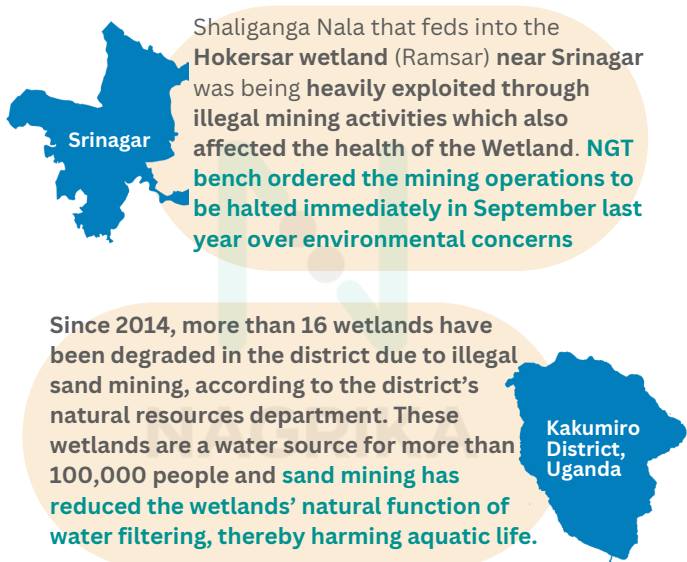 Shaliganga Nala that feds into the
Hokersar wetland (Ramsar) near Srinagar
was being heavily exploited through
illegal mining activities which also
affected the health of the Wetland. NGT
bench ordered the mining operations to
be halted immediately in September last
year over environmental concerns
Srinagar
Since 2014, more than 16 wetlands have
been degraded in the district due to illegal
sand mining, according to the district’s
natural resources department. These
wetlands are a water source for more than
100,000 people and sand mining has
reduced the wetlands’ natural function of
water filtering, thereby harming aquatic life.
Kakumiro
District,
Uganda
NAGRIKA